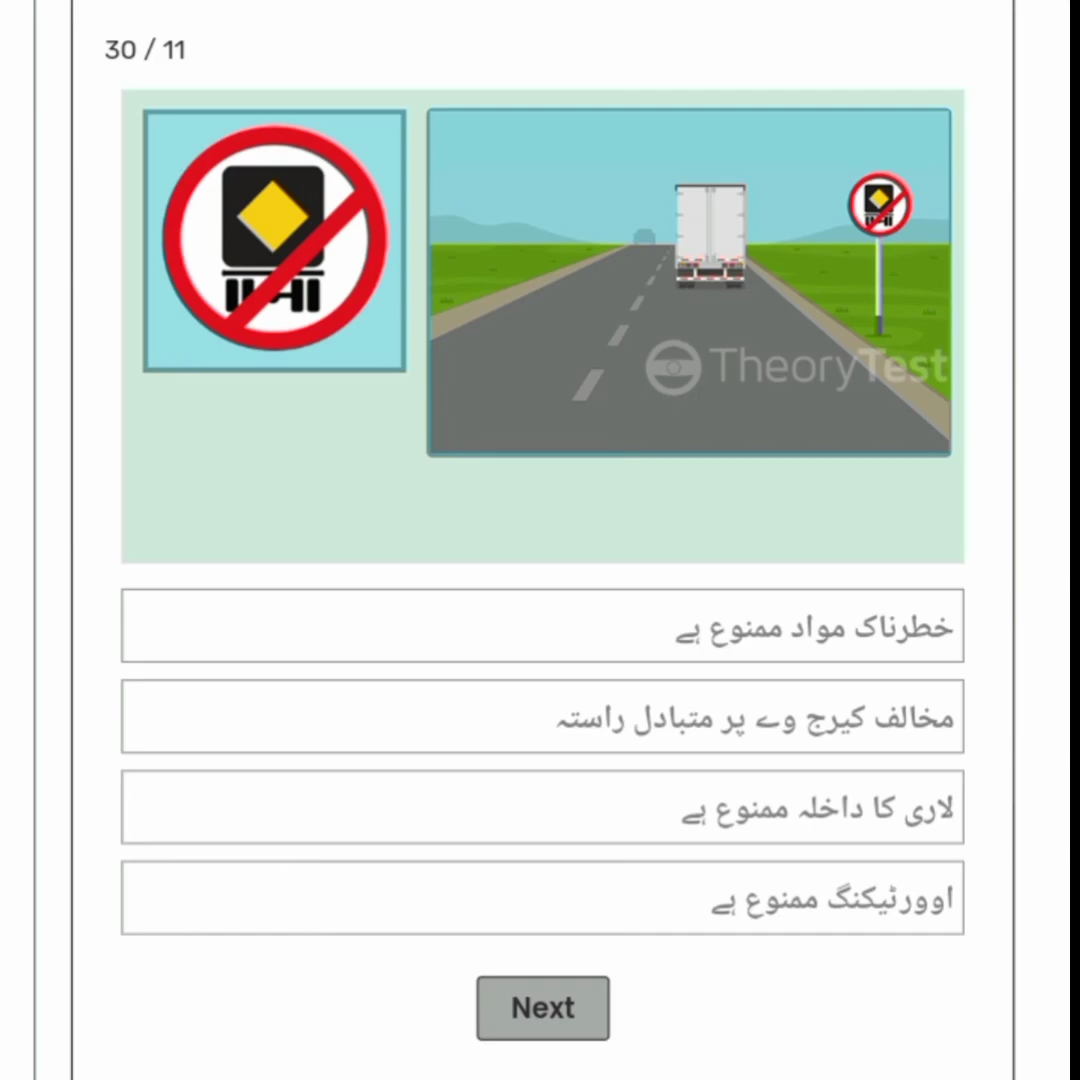 30 / 11
TheoryTest
خطرناک مواد ممنوع ہے
مخالف کیرج وے پر متبادل راستہ
لاری کا داخلہ ممنوع ہے
اوورٹیکنگ ممنوع ہے
Next